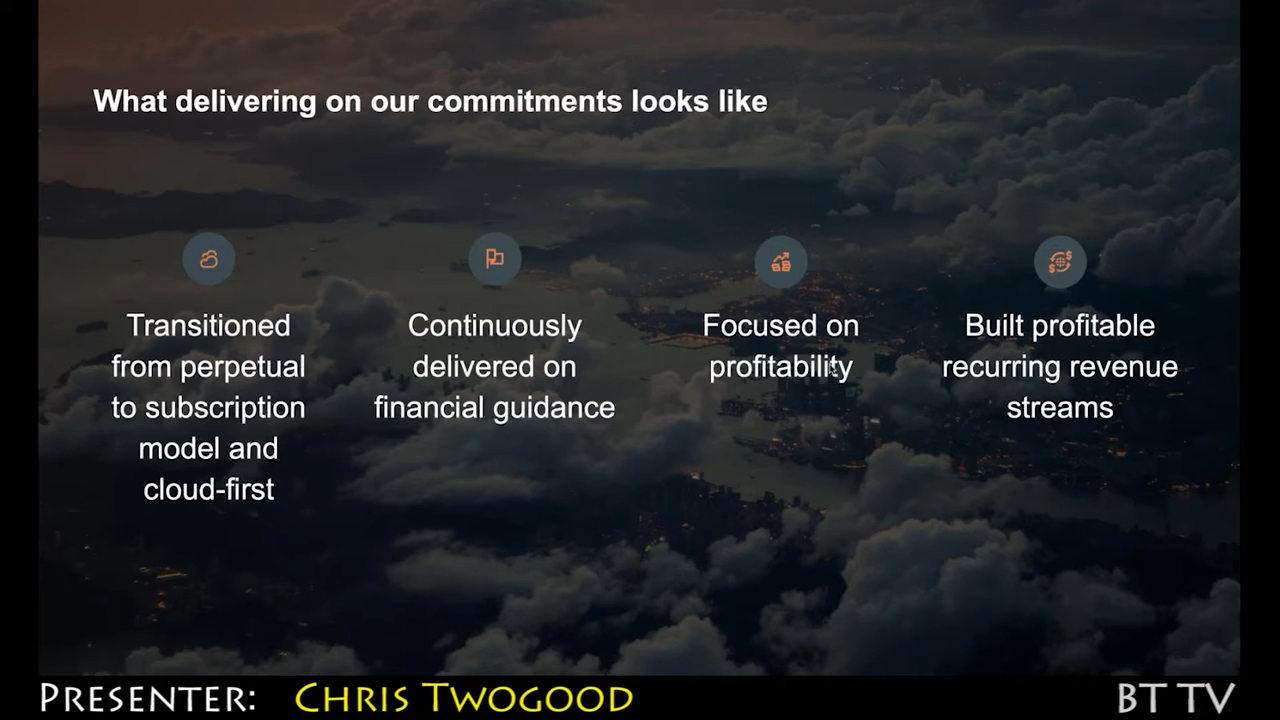 What delivering on our commitments looks like
Transitioned
from perpetual
to subscription
model and
cloud-first
Continuously
delivered on
financial guidance
Focused on
profitability
Built profitable
recurring revenue
streams
PRESENTER: CHRIS TWOGOOD
BT TV